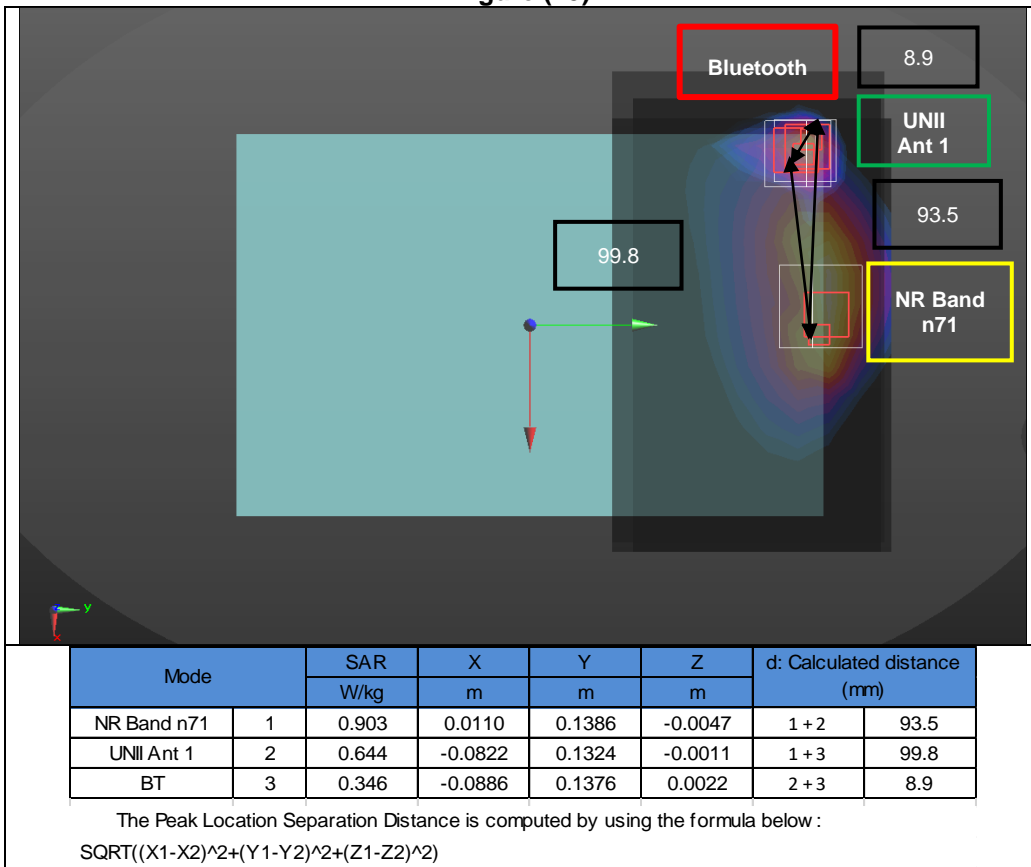 Bluetooth
8.9
UNII
Ant 1
93.5
99.8
NR Band
n71
y
x
Mode SAR X Y Z d: Calculated distance (mm)
W/kg m m m
NR Band n71 1 0.903 0.0110 0.1386 -0.0047 1 + 2 93.5
UNII Ant 1 2 0.644 -0.0822 0.1324 -0.0011 1 + 3 99.8
BT 3 0.346 -0.0886 0.1376 0.0022 2 + 3 8.9
The Peak Location Separation Distance is computed by using the formula below :
SQRT((X1-X2)^2+(Y1-Y2)^2+(Z1-Z2)^2)